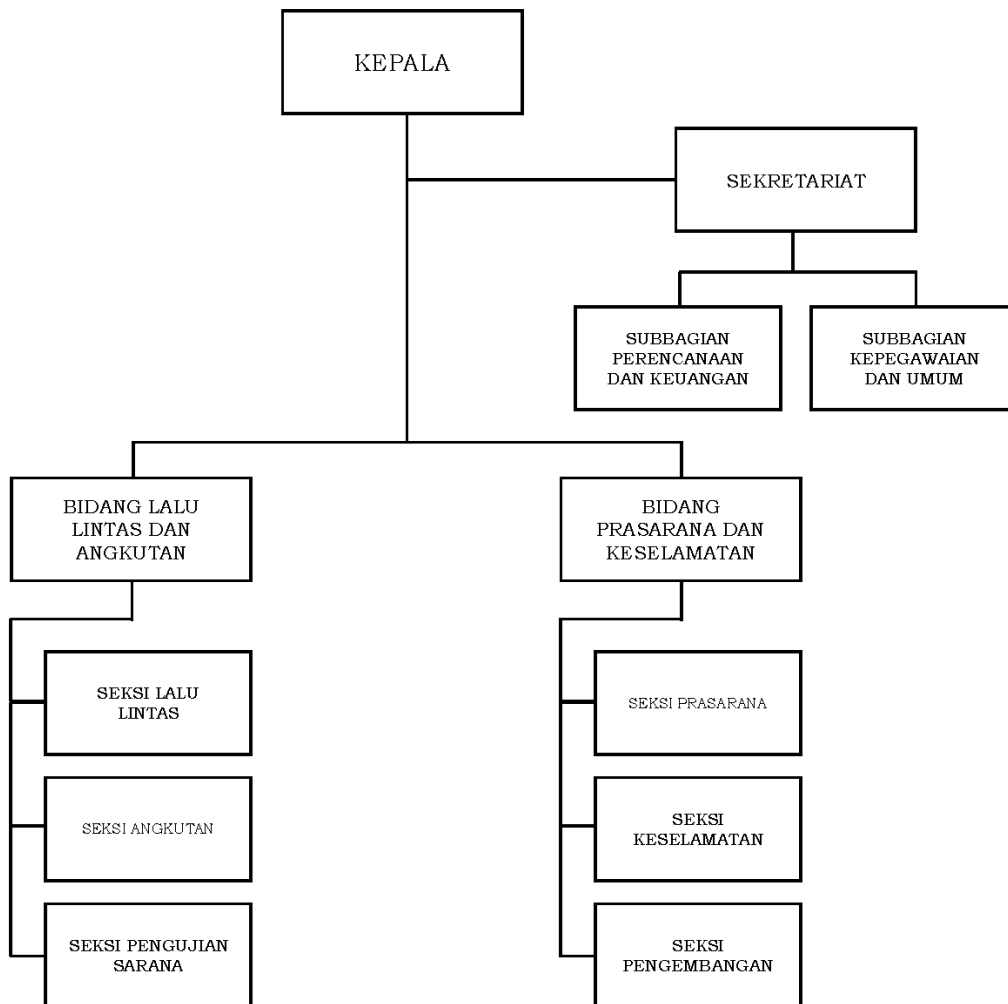 KEPALA
SEKRETARIAT
SUBBAGIAN
PERENCANAAN
DAN KEUANGAN
SUBBAGIAN
KEPEGAWAIAN
DAN UMUM
BIDANG LALU
LINTAS DAN
ANGKUTAN
BIDANG
PRASARANA DAN
KESELAMATAN
SEKSI LALU
LINTAS
SEKSI ANGKUTAN
SEKSI PENGUJIAN
SARANA
SEKSI PRASARANA
SEKSI
KESELAMATAN
SEKSI
PENGEMBANGAN